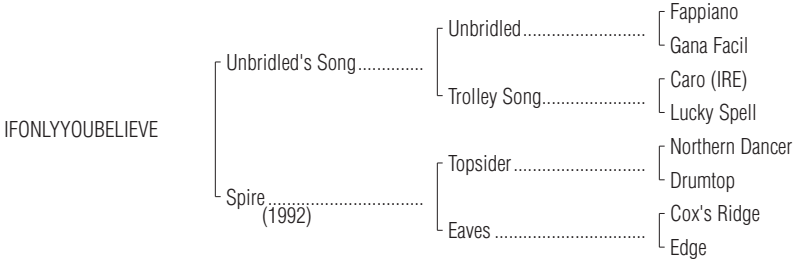 Fappiano
Unbridled..........................
Gana Facil
Unbridled's Song..............
Caro (IRE)
Trolley Song......................
Lucky Spell
IFONLYYOUBELIEVE
Northern Dancer
Topsider............................
Drumtop
Spire.................................
(1992)
Cox's Ridge
Eaves ................................
Edge